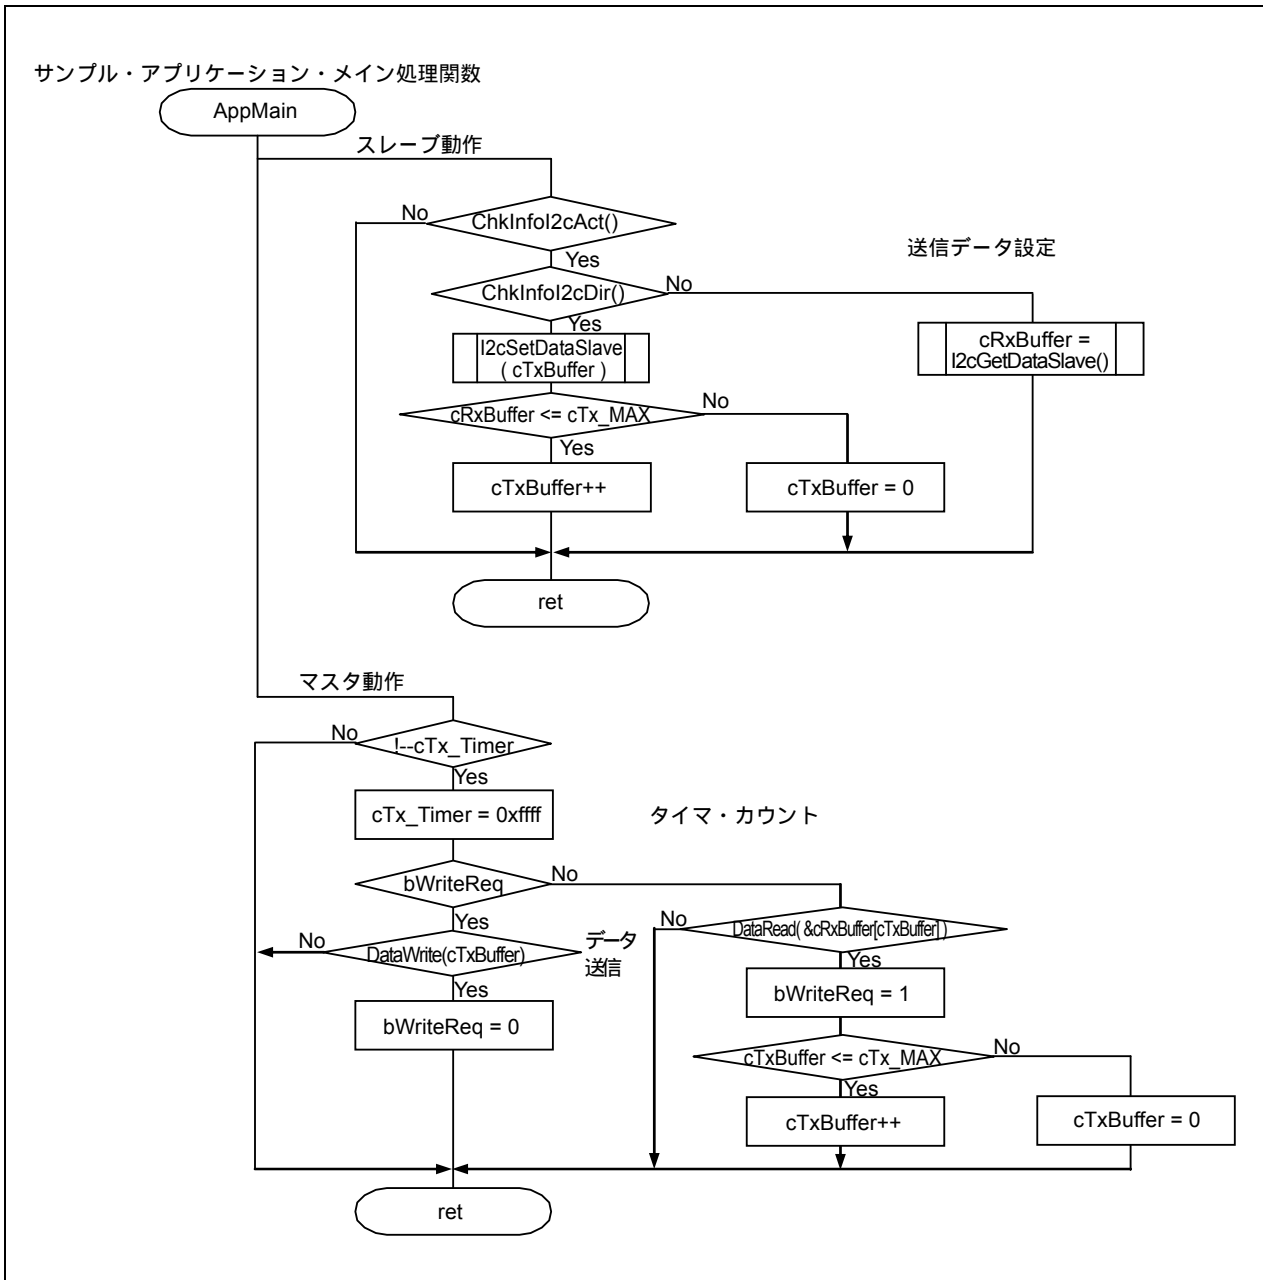 サンプル・アプリケーション・メイン処理関数
AppMain
スレーブ動作
No
ChkInfoI2cAct()
Yes
送信データ設定
ChkInfoI2cDir()
No
Yes
I2cSetDataSlave
( cTxBuffer )
cRxBuffer =
I2cGetDataSlave()
cRxBuffer <= cTx_MAX
No
Yes
cTxBuffer++
cTxBuffer = 0
ret
マスタ動作
No
!--cTx_Timer
Yes
cTx_Timer = 0xffff
タイマ・カウント
bWriteReq
No
Yes
No
DataWrite(cTxBuffer)
データ
送信
No
DataRead( &cRxBuffer[cTxBuffer] )
Yes
Yes
bWriteReq = 0
bWriteReq = 1
cTxBuffer <= cTx_MAX
No
Yes
cTxBuffer++
cTxBuffer = 0
ret